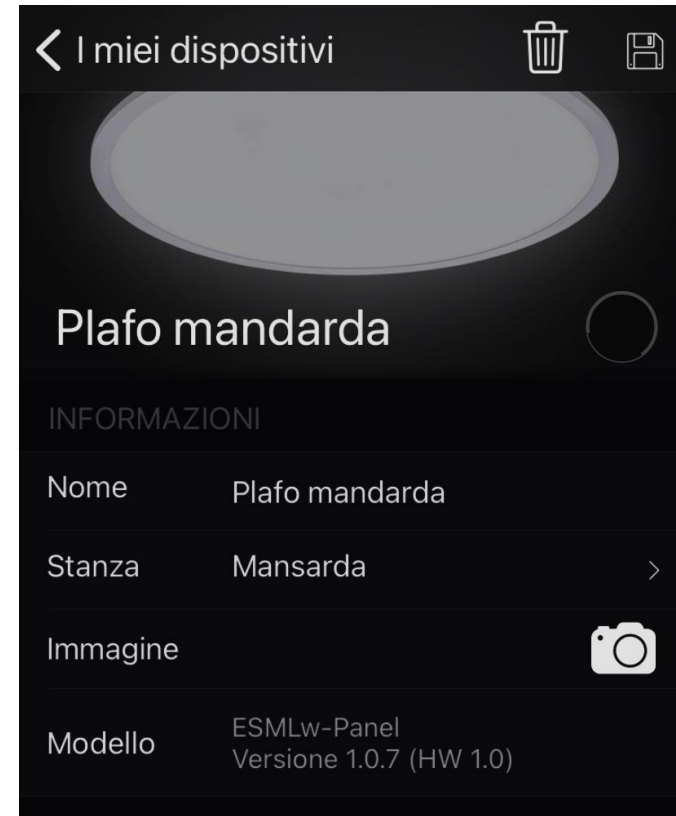 I miei dispositivi
Plafo mandarda
INFORMAZIONI
Nome Plafo mandarda
Stanza Mansarda
Immagine
Modello ESMLw-Panel
Versione 1.0.7 (HW 1.0)